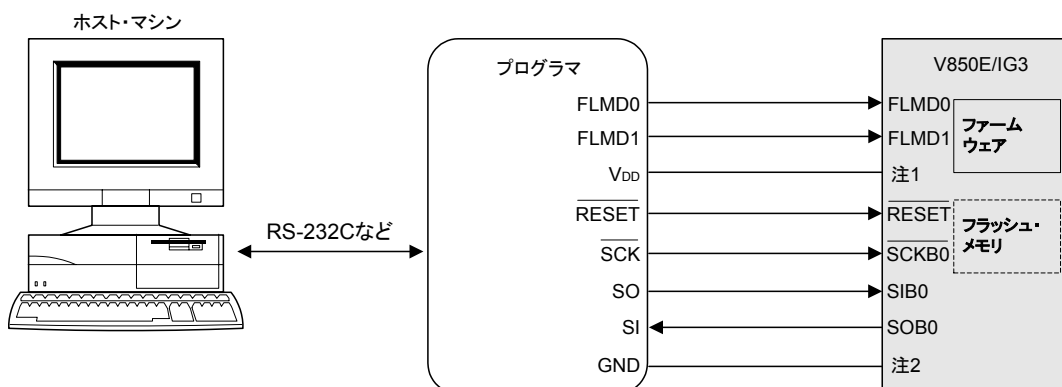 ホスト・マシン
RS-232Cなど
プログラマ
FLMD0
FLMD1
VDD
RESET
SCK
SO
SI
GND
V850E/IG3
FLMD0
FLMD1
注1
RESET
SCKB0
SIB0
SOB0
注2
ファーム
ウェア
フラッシュ・
メモリ